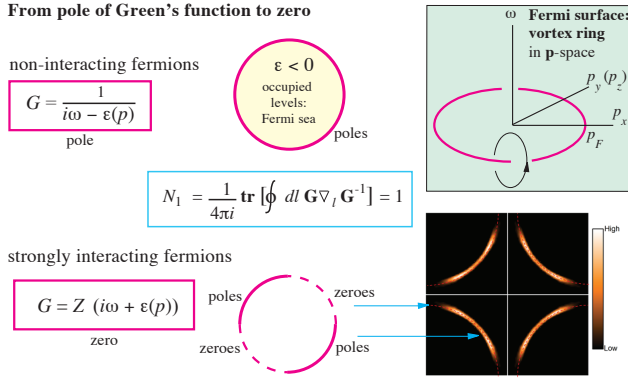 From pole of Green's function to zero
non-interacting fermions
G = 1 / (iω – ε(p))
pole
ε < 0
occupied
levels:
Fermi sea
poles
ω
Fermi surface:
vortex ring
in p-space
p_y (p_z)
p_x
p_F
N_1 = 1/(4πi) tr [∮ dl G∇_l G^{-1}] = 1
strongly interacting fermions
G = Z (iω + ε(p))
zero
poles
zeroes
zeroes
poles
High
Low